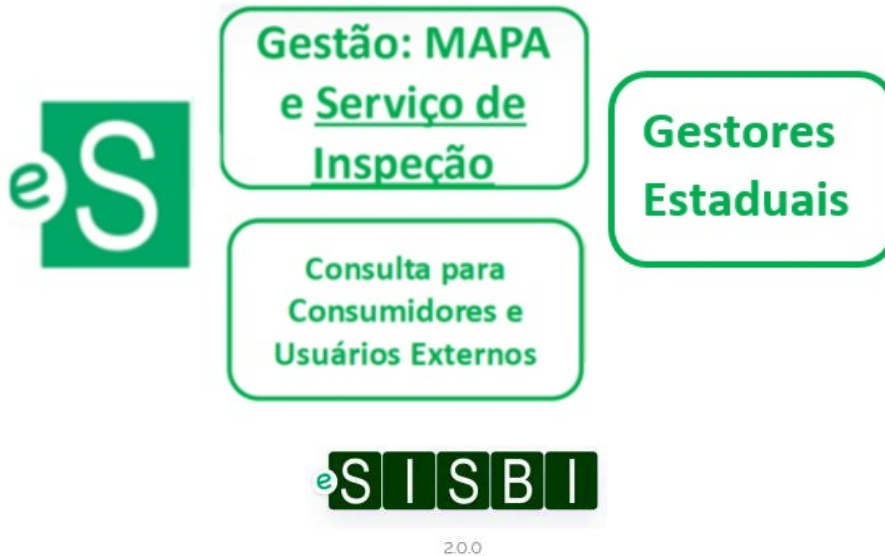 Gestão: MAPA
e Serviço de
Inspeção
eS
Gestores
Estaduais
Consulta para
Consumidores e
Usuários Externos
eSISBI
2.0.0